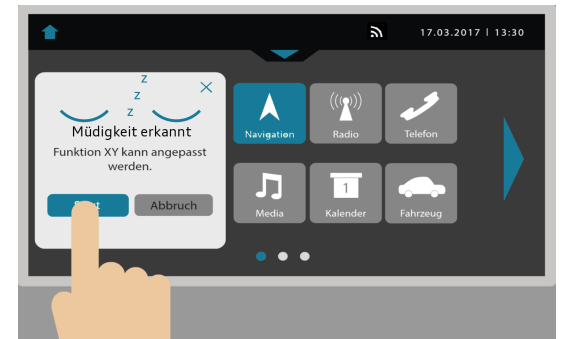 17.03.2017 | 13:30
z
z
z
Müdigkeit erkannt
Funktion XY kann angepasst
werden.
Abbruch
Navigation
Radio
Telefon
Media
1
Kalender
Fahrzeug